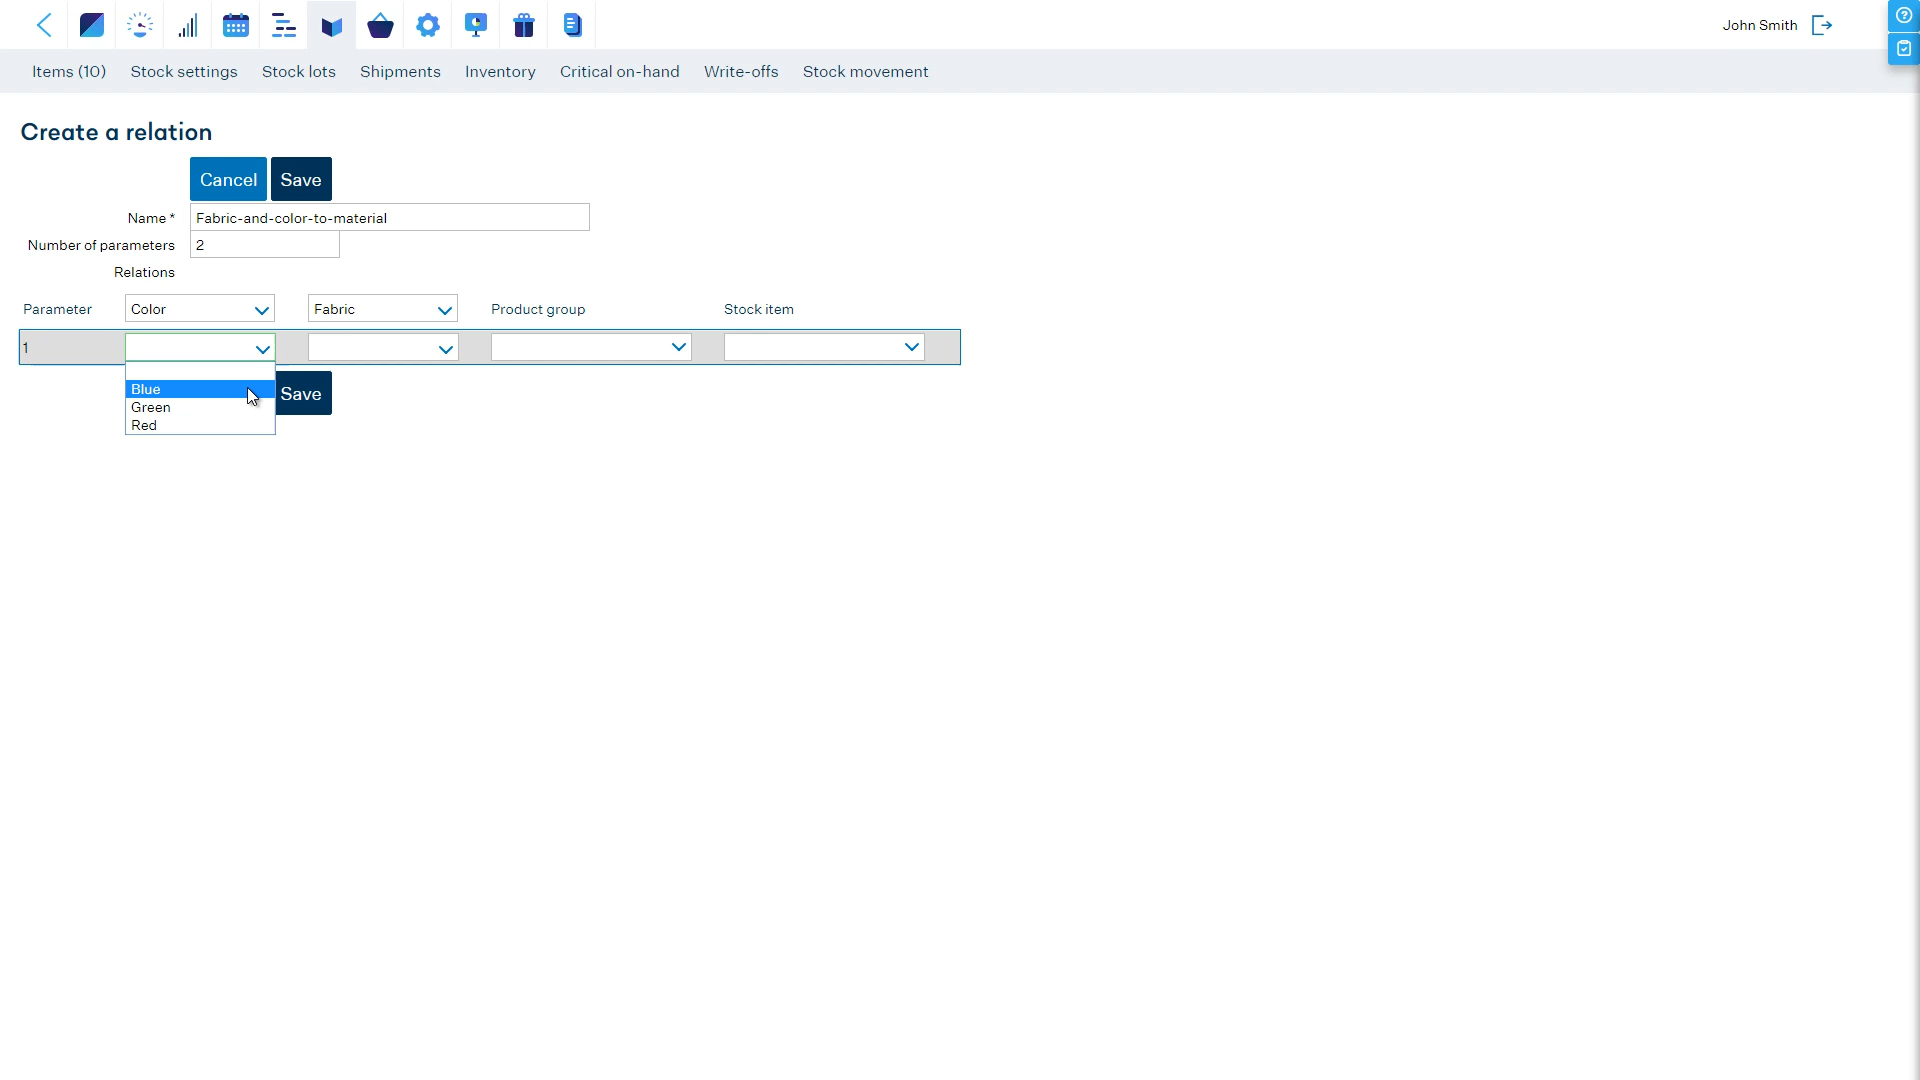 John Smith
Items (10) Stock settings Stock lots Shipments Inventory Critical on-hand Write-offs Stock movement
Create a relation
Cancel Save
Name * Fabric-and-color-to-material
Number of parameters 2
Relations
Parameter Color Fabric Product group Stock item
1
Blue
Green
Red
Save